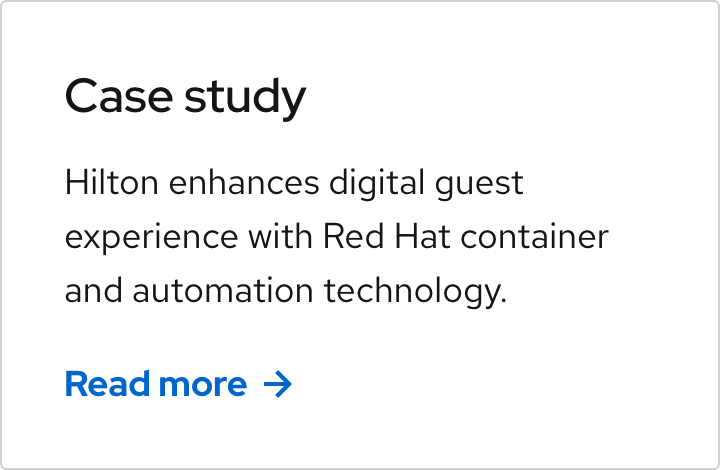 Case study
Hilton enhances digital guest
experience with Red Hat container
and automation technology.
Read more →